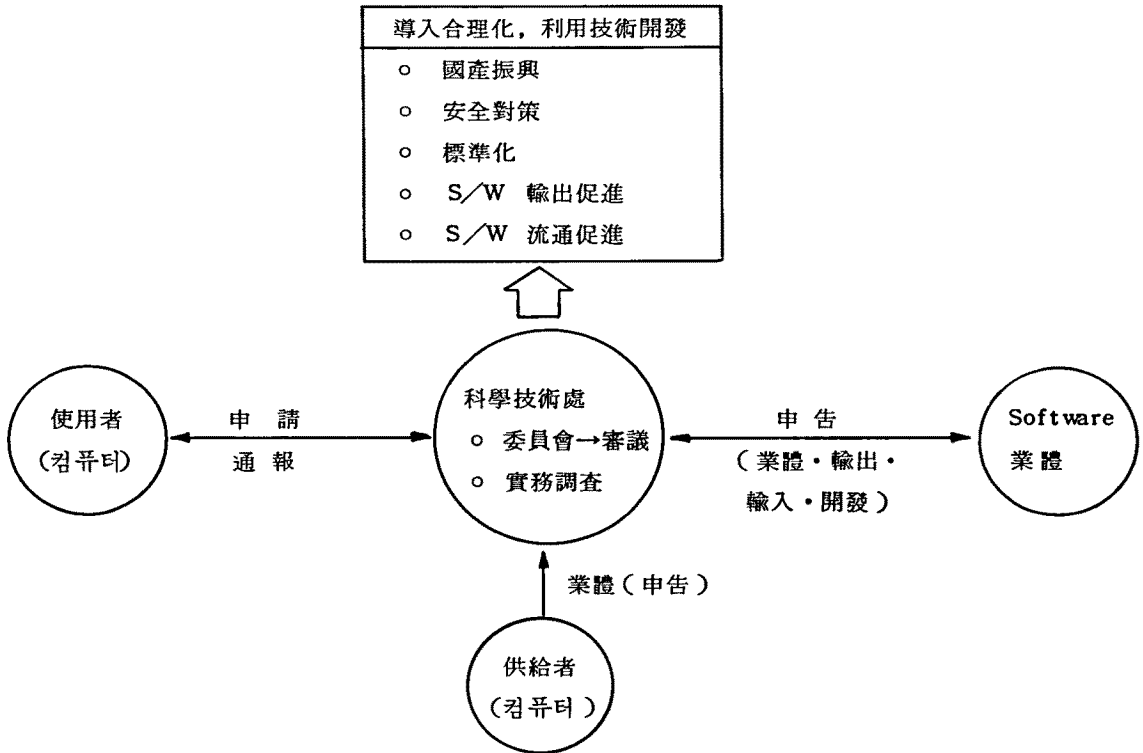 導入合理化, 利用技術開發
○ 國產振興
○ 安全對策
○ 標準化
○ S/W 輸出促進
○ S/W 流通促進
使用者
(컴퓨터)
申請
通報
科學技術處
○ 委員會→審議
○ 實務調査
申告
(業體・輸出・
輸入・開發)
Software
業體
業體(申告)
供給者
(컴퓨터)